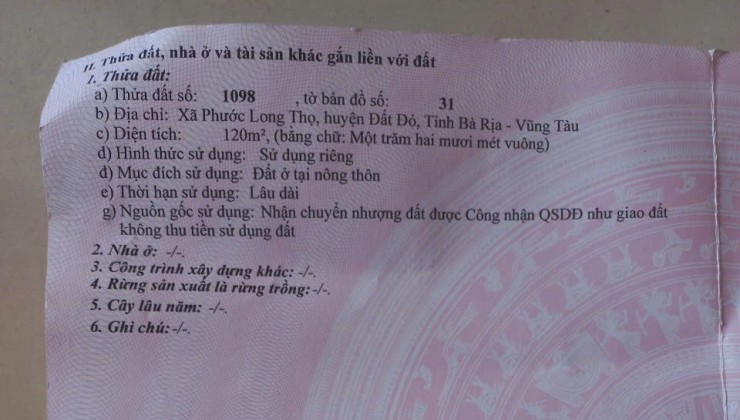 II. Thửa đất, nhà ở và tài sản khác gắn liền với đất
1. Thửa đất:
a) Thửa đất số: 1098 , tờ bản đồ số: 31
b) Địa chỉ: Xã Phước Long Thọ, huyện Đất Đỏ, Tỉnh Bà Rịa - Vũng Tàu
c) Diện tích: 120m², (bằng chữ: Một trăm hai mươi mét vuông)
d) Hình thức sử dụng: Sử dụng riêng
đ) Mục đích sử dụng: Đất ở tại nông thôn
e) Thời hạn sử dụng: Lâu dài
g) Nguồn gốc sử dụng: Nhận chuyển nhượng đất được Công nhận QSDĐ như giao đất
không thu tiền sử dụng đất
2. Nhà ở: -/-.
3. Công trình xây dựng khác: -/-.
4. Rừng sản xuất là rừng trồng: -/-.
5. Cây lâu năm: -/-.
6. Ghi chú: -/-.